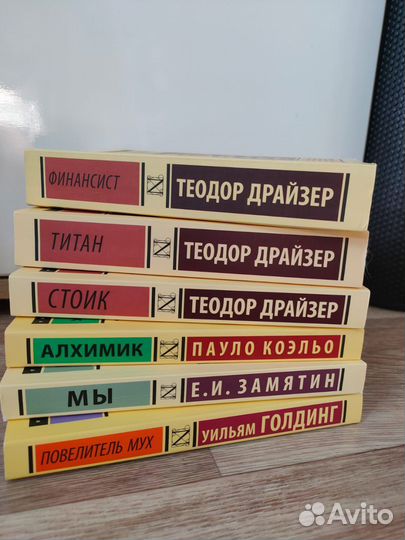 ФИНАНСИСТ ТЕОДОР ДРАЙЗЕР
ТИТАН ТЕОДОР ДРАЙЗЕР
СТОИК ТЕОДОР ДРАЙЗЕР
АЛХИМИК ПАУЛО КОЭЛЬО
МЫ Е.И. ЗАМЯТИН
ПОВЕЛИТЕЛЬ МУХ УИЛЬЯМ ГОЛДИНГ
Avito